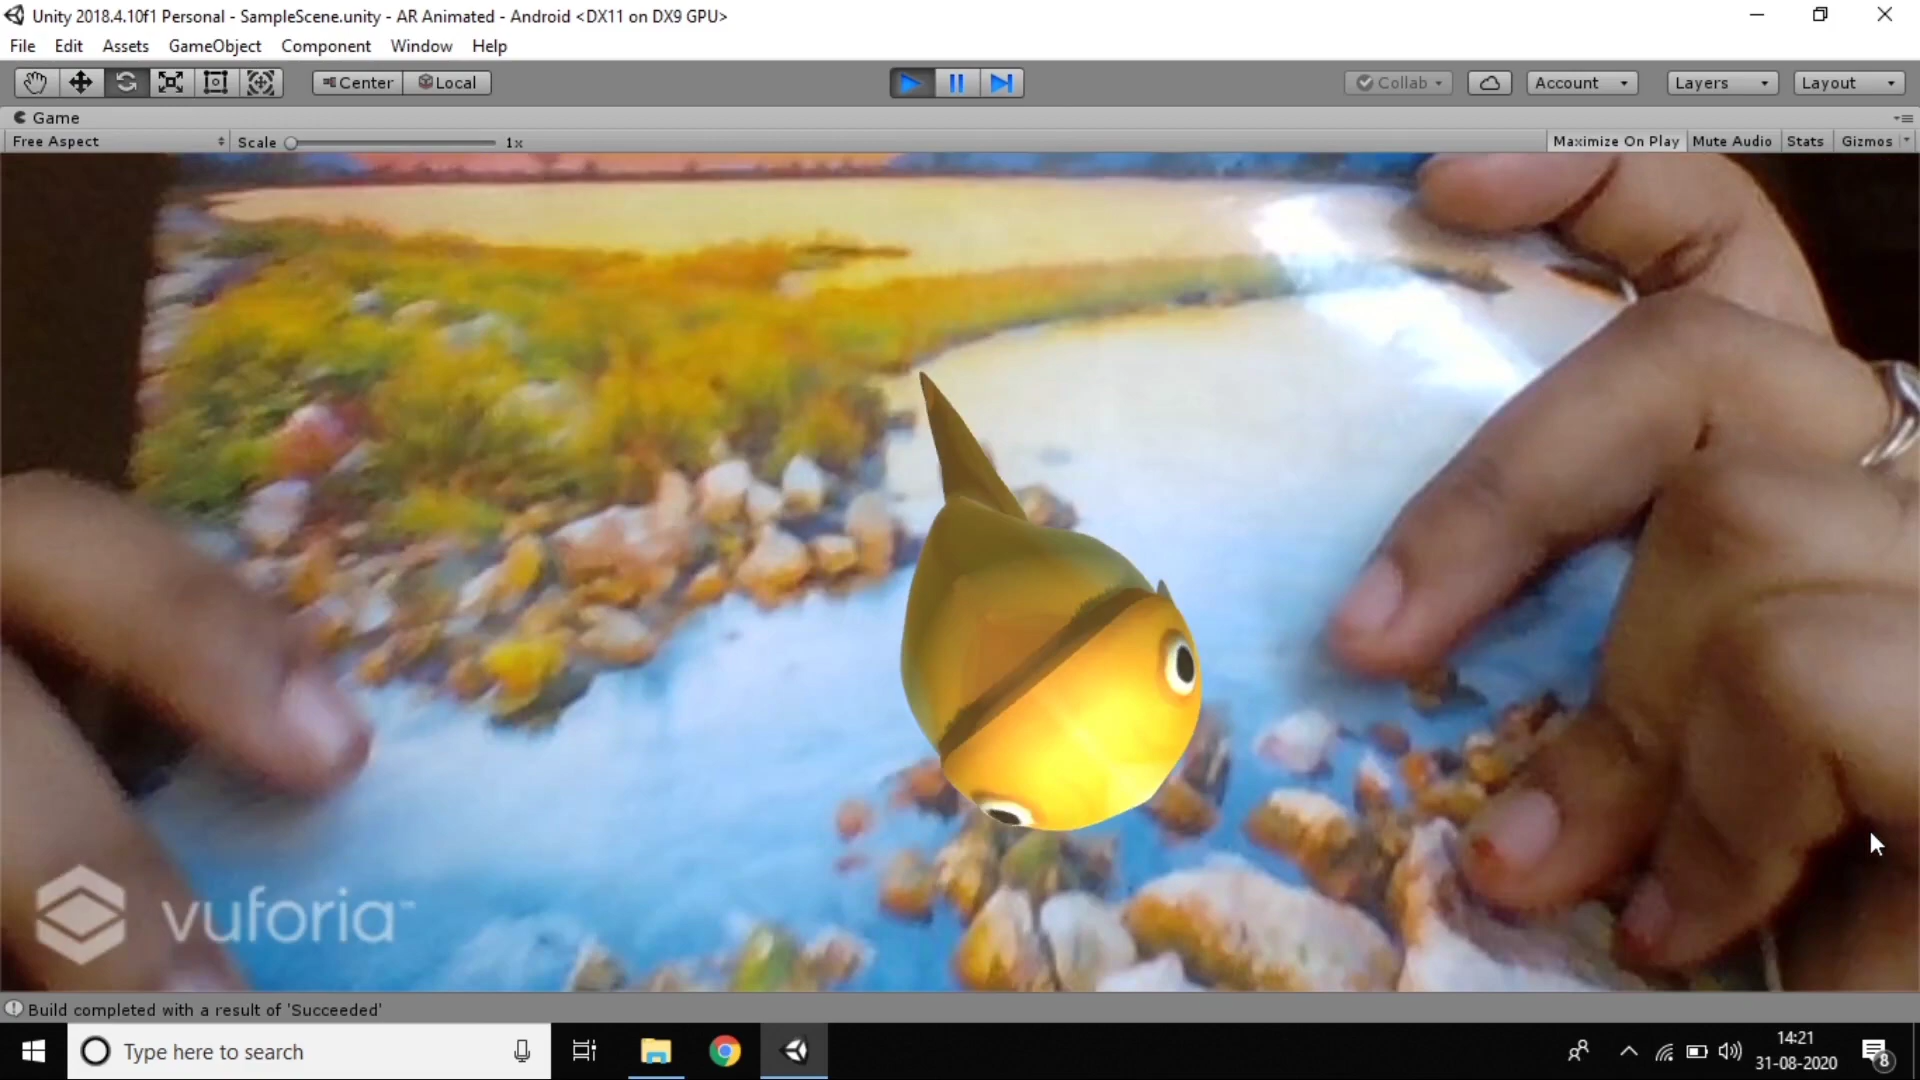 Unity 2018.4.10f1 Personal - SampleScene.unity - AR Animated - Android <DX11 on DX9 GPU>
File Edit Assets GameObject Component Window Help
Center Local Collab Account Layers Layout
Game
Free Aspect Scale 1x Maximize On Play Mute Audio Stats Gizmos
vuforia™
Build completed with a result of 'Succeeded'
Type here to search
14:21
31-08-2020
8